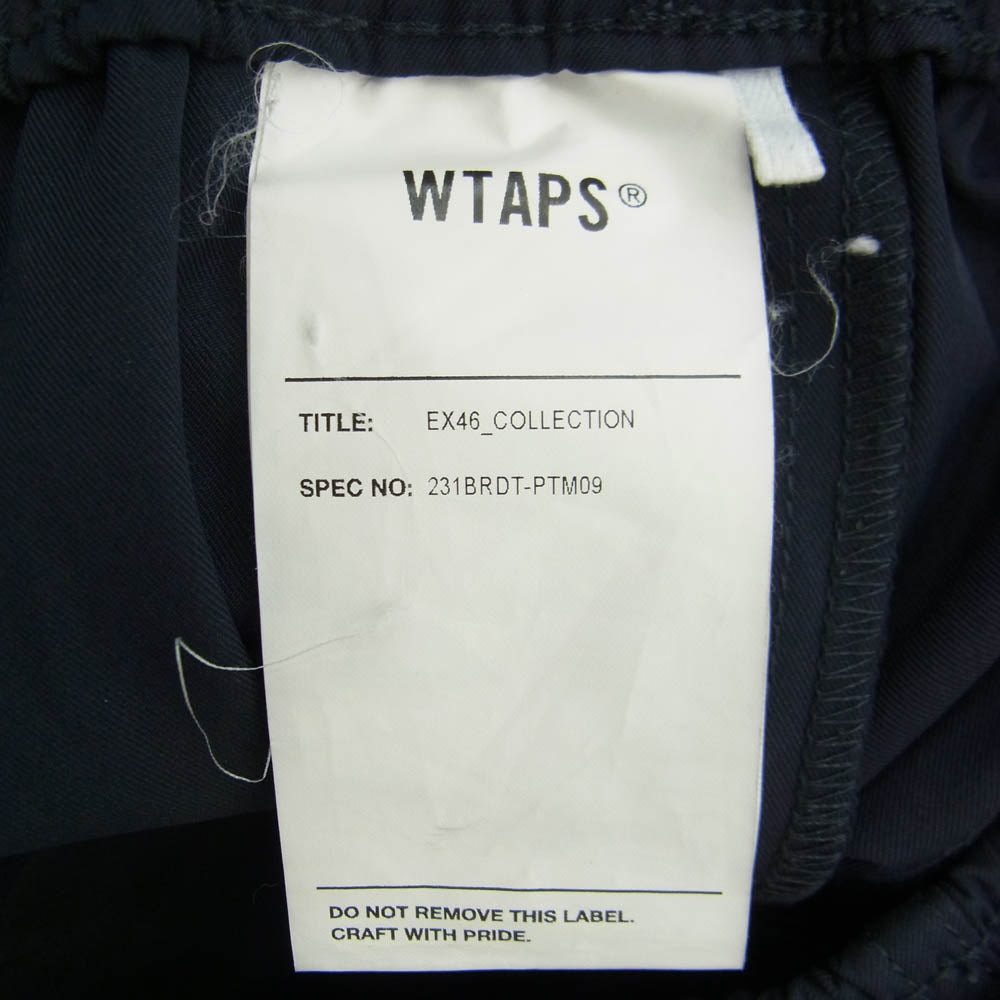 WTAPS®
TITLE: EX46_COLLECTION
SPEC NO: 231BRDT-PTM09
DO NOT REMOVE THIS LABEL.
CRAFT WITH PRIDE.